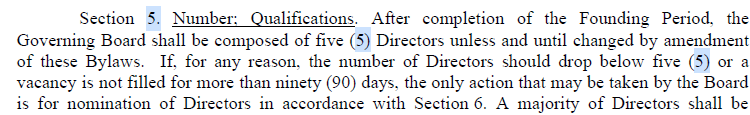 Section 5. Number; Qualifications. After completion of the Founding Period, the
Governing Board shall be composed of five (5) Directors unless and until changed by amendment
of these Bylaws. If, for any reason, the number of Directors should drop below five (5) or a
vacancy is not filled for more than ninety (90) days, the only action that may be taken by the Board
is for nomination of Directors in accordance with Section 6. A majority of Directors shall be